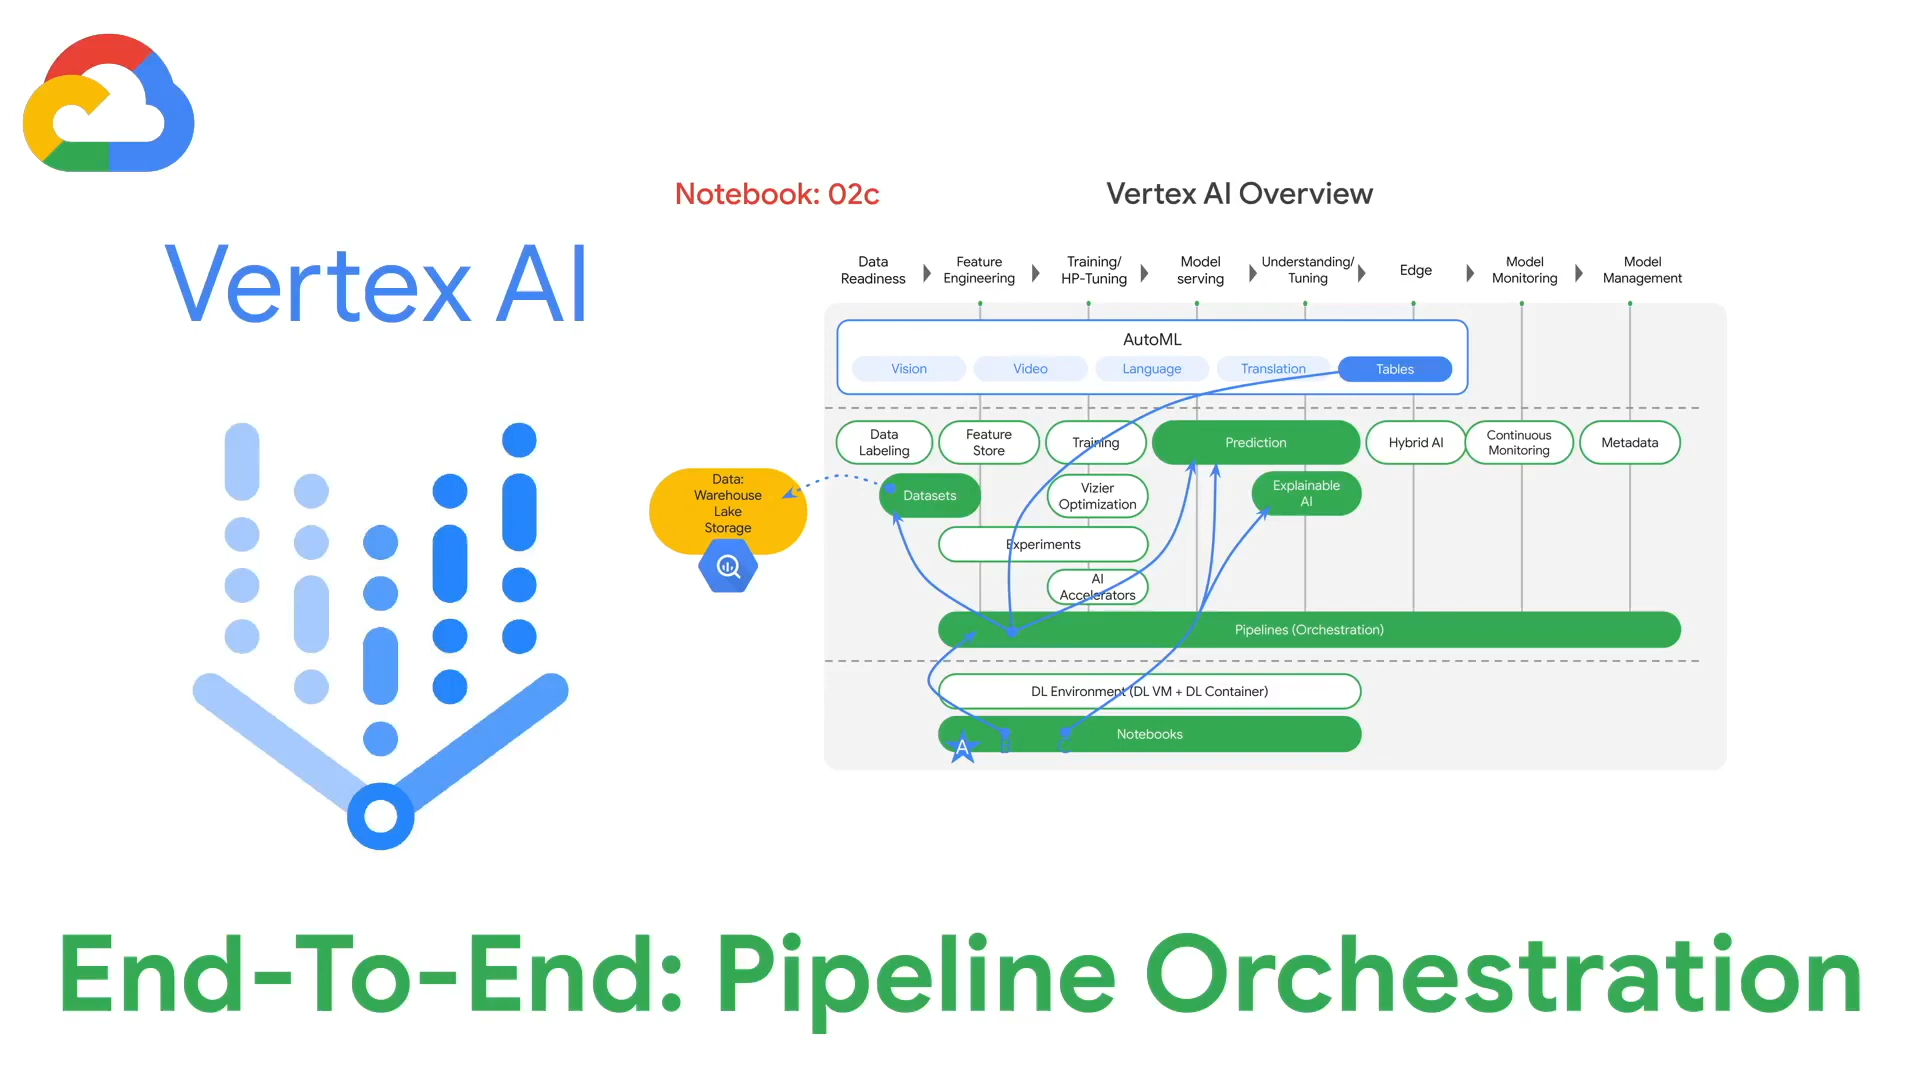 Notebook: 02c
Vertex AI Overview
Vertex AI
Data
Readiness
Feature
Engineering
Training/
HP-Tuning
Model
serving
Understanding/
Tuning
Edge
Model
Monitoring
Model
Management
AutoML
Vision
Video
Language
Translation
Tables
Data
Labeling
Feature
Store
Training
Prediction
Hybrid AI
Continuous
Monitoring
Metadata
Data:
Warehouse
Lake
Storage
Datasets
Vizier
Optimization
Explainable
AI
Experiments
AI
Accelerators
Pipelines (Orchestration)
DL Environment (DL VM + DL Container)
A
Notebooks
End-To-End: Pipeline Orchestration